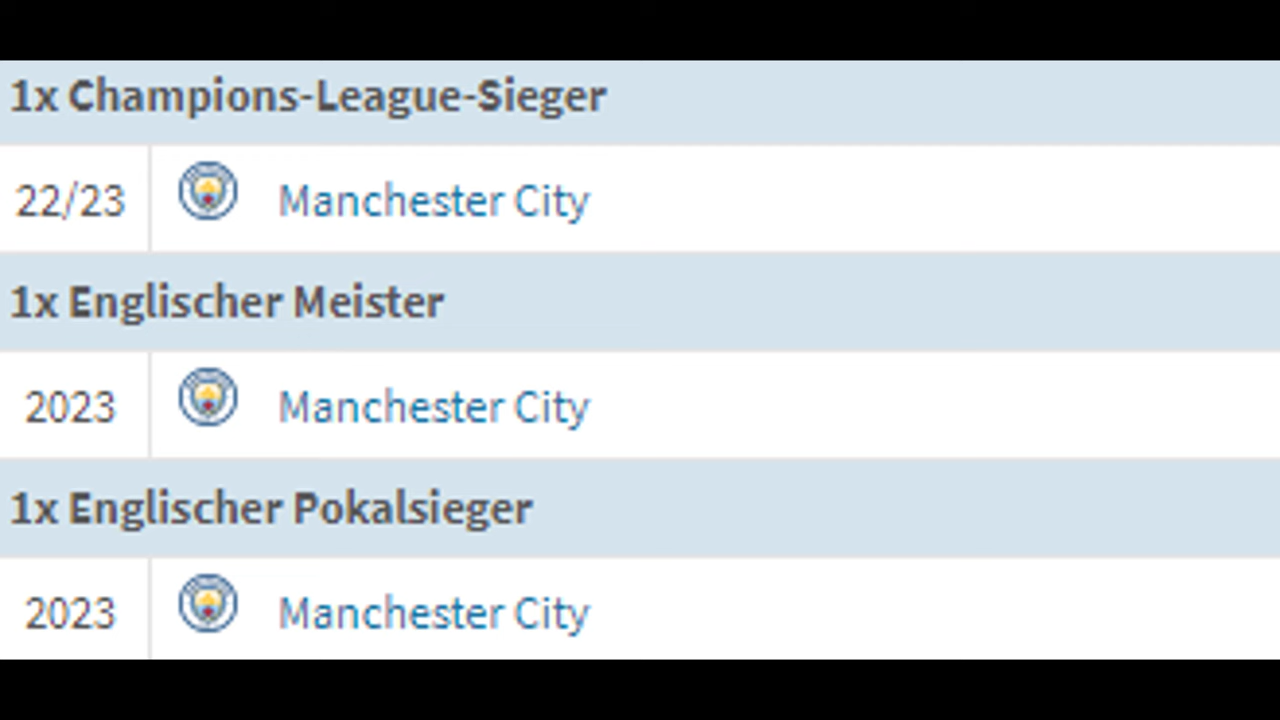 1x Champions-League-Sieger
22/23 Manchester City
1x Englischer Meister
2023 Manchester City
1x Englischer Pokalsieger
2023 Manchester City